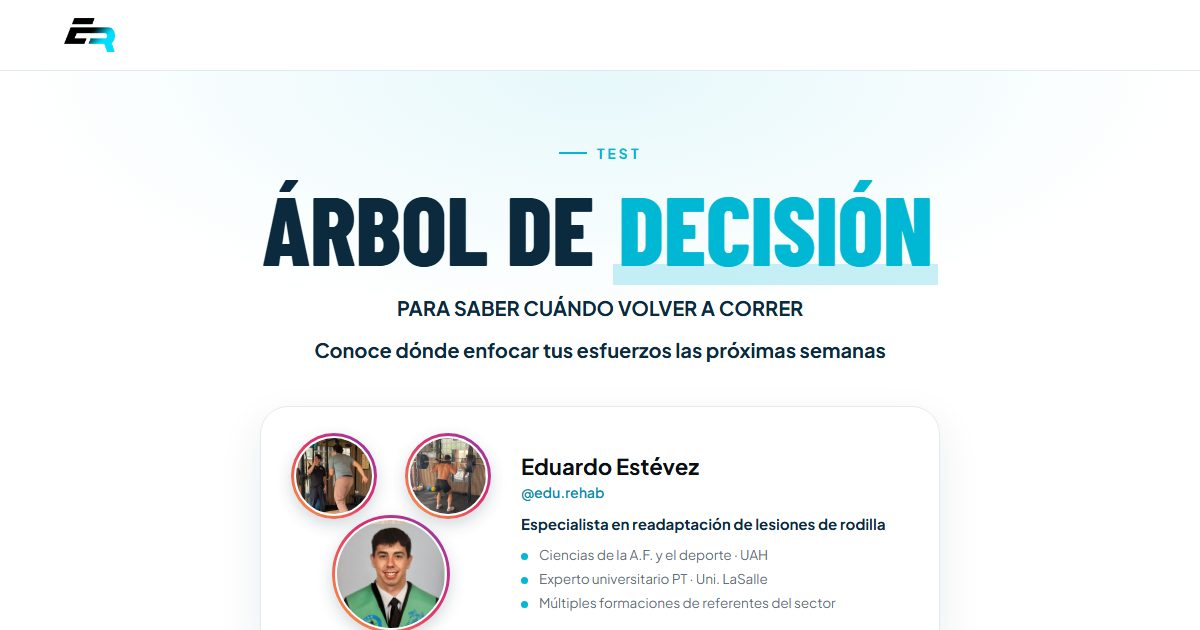 ER
TEST
ÁRBOL DE DECISIÓN
PARA SABER CUÁNDO VOLVER A CORRER
Conoce dónde enfocar tus esfuerzos las próximas semanas
Eduardo Estévez
@edu.rehab
Especialista en readaptación de lesiones de rodilla
Ciencias de la A.F. y el deporte · UAH
Experto universitario PT · Uni. LaSalle
Múltiples formaciones de referentes del sector